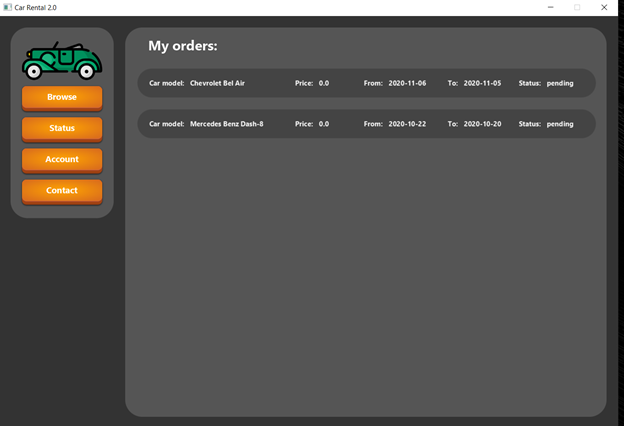 Car Rental 2.0
Browse
Status
Account
Contact
My orders:
Car model: Chevrolet Bel Air Price: 0.0 From: 2020-11-06 To: 2020-11-05 Status: pending
Car model: Mercedes Benz Dash-8 Price: 0.0 From: 2020-10-22 To: 2020-10-20 Status: pending